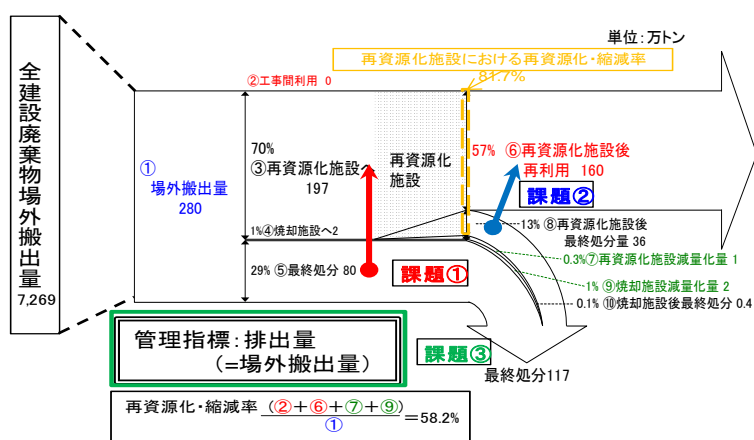 単位:万トン
全建設廃棄物場外搬出量
7,269
再資源化施設における再資源化・縮減率
81.7%
②工事間利用 0
①
場外搬出量
280
70%
③再資源化施設へ
197
再資源化
施設
57% ⑥再資源化施設後
再利用 160
課題②
1%④焼却施設へ2
13% ⑧再資源化施設後
最終処分量 36
0.3%⑦再資源化施設減量化量 1
29% ⑤最終処分 80
課題①
1% ⑨焼却施設減量化量 2
0.1% ⑩焼却施設後最終処分 0.4
管理指標:排出量
(=場外搬出量)
課題③
最終処分117
再資源化・縮減率 (②+⑥+⑦+⑨)
①
=58.2%